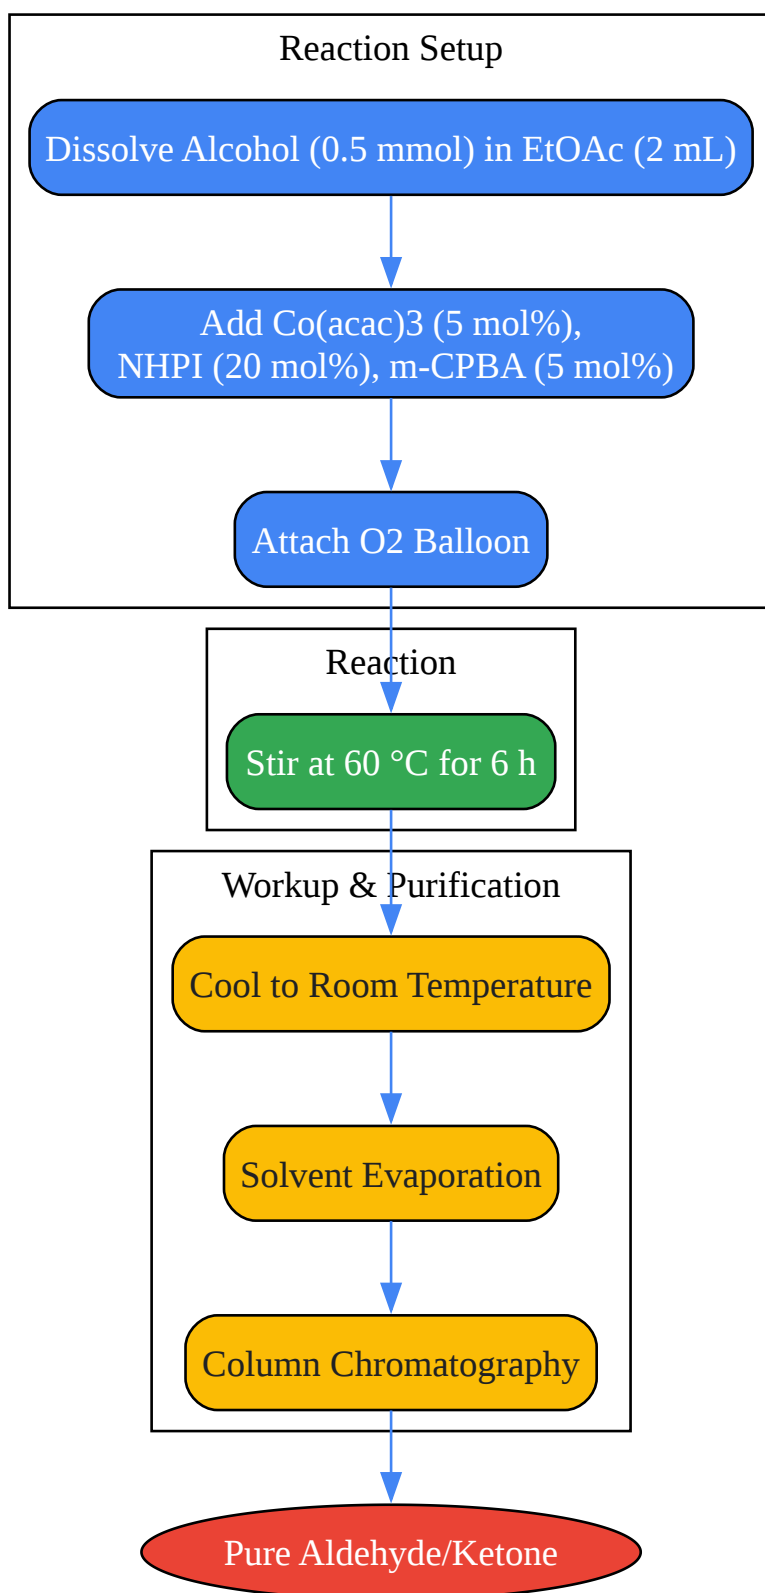 Reaction Setup
Dissolve Alcohol (0.5 mmol) in EtOAc (2 mL)
Add Co(acac)3 (5 mol%),
NHPI (20 mol%), m-CPBA (5 mol%)
Attach O2 Balloon
Reaction
Stir at 60 °C for 6 h
Workup & Purification
Cool to Room Temperature
Solvent Evaporation
Column Chromatography
Pure Aldehyde/Ketone